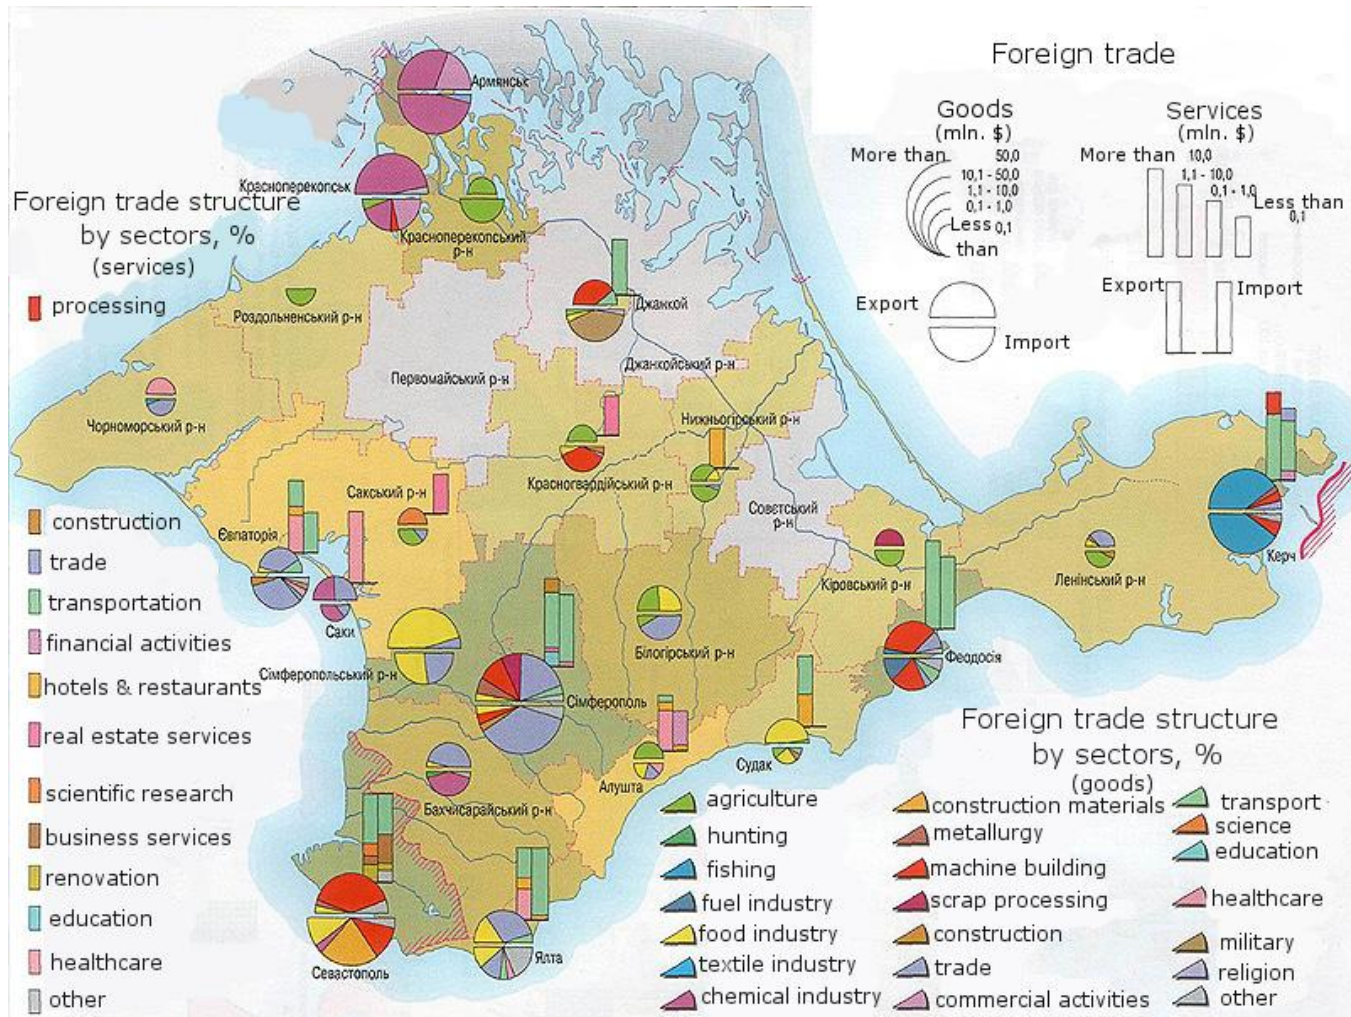 Foreign trade
Goods
(mln. $)
More than 50,0
10,1 - 50,0
1,1 - 10,0
0,1 - 1,0
Less 0,1
than
Export
Import
Services
(mln. $)
More than 10,0
1,1 - 10,0
0,1 - 1,0
Less than
0,1
Export
Import
Foreign trade structure
by sectors, %
(services)
processing
construction
trade
transportation
financial activities
hotels & restaurants
real estate services
scientific research
business services
renovation
education
healthcare
other
Армянськ
Красноперекопськ
Красноперекопський
р-н
Роздольненський р-н
Джанкой
Джанкойський р-н
Первомайський р-н
Чорноморський р-н
Нижньогірський р-н
Красногвардійський р-н
Сакський р-н
Євпаторія
Совєтський
р-н
Саки
Кіровський р-н
Ленінський р-н
Керч
Сімферопольський р-н
Білогірський р-н
Сімферополь
Феодосія
Судак
Алушта
Бахчисарайський р-н
Севастополь
Ялта
Foreign trade structure
by sectors, %
(goods)
agriculture
hunting
fishing
fuel industry
food industry
textile industry
chemical industry
construction materials
metallurgy
machine building
scrap processing
construction
trade
commercial activities
transport
science
education
healthcare
military
religion
other